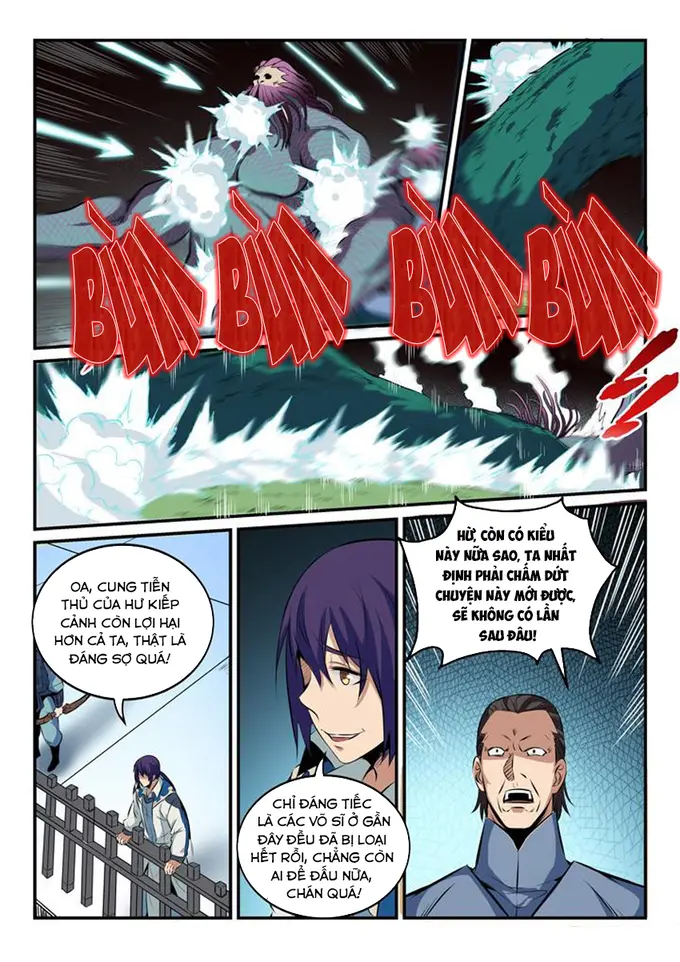 BÙM
BÙM
BÙM
BÙM
OA, CUNG TIỄN
THỦ CỦA HƯ KIẾP
CẢNH CÒN LỢI HẠI
HƠN CẢ TA, THẬT LÀ
ĐÁNG SỢ QUÁ!
CHỈ ĐÁNG TIẾC
LÀ CÁC VÕ SĨ Ở GẦN
ĐÂY ĐỀU ĐÃ BỊ LOẠI
HẾT RỒI, CHẲNG CÒN
AI ĐỂ ĐẤU NỮA,
CHÁN QUÁ!
HỪ, CÒN CÓ KIỂU
NÀY NỮA SAO, TA NHẤT
ĐỊNH PHẢI CHẤM DỨT
CHUYỆN NÀY MỚI ĐƯỢC,
SẼ KHÔNG CÓ LẦN
SAU ĐÂU!